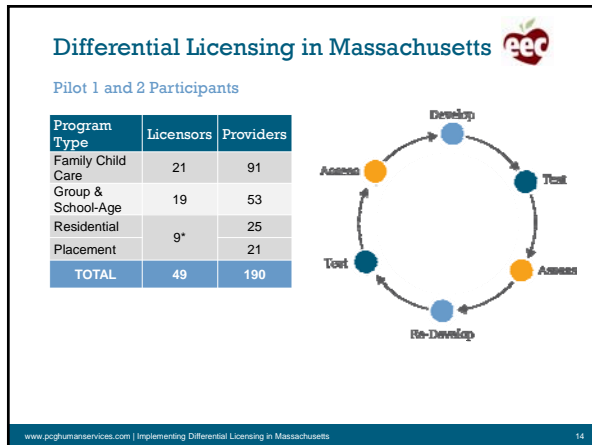 Differential Licensing in Massachusetts
eec
Pilot 1 and 2 Participants
Program Type Licensors Providers
Family Child Care 21 91
Group & School-Age 19 53
Residential 9* 25
Placement 21
TOTAL 49 190
Develop
Test
Assess
Re-Develop
Test
Assess
www.pcghumanservices.com | Implementing Differential Licensing in Massachusetts 14